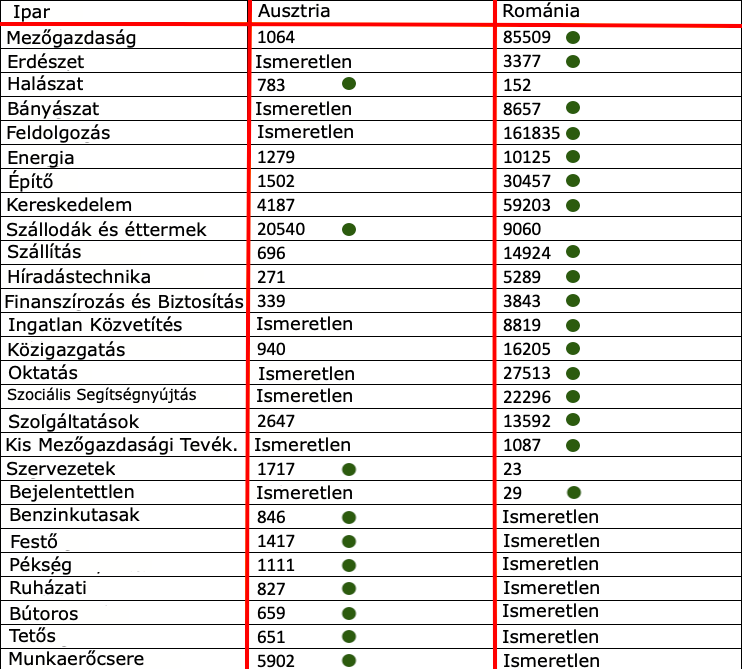 Ipar Ausztria Románia
Mezőgazdaság 1064 85509
Erdészet Ismeretlen 3377
Halászat 783 152
Bányászat Ismeretlen 8657
Feldolgozás Ismeretlen 161835
Energia 1279 10125
Építő 1502 30457
Kereskedelem 4187 59203
Szállodák és éttermek 20540 9060
Szállítás 696 14924
Híradástechnika 271 5289
Finanszírozás és Biztosítás 339 3843
Ingatlan Közvetítés Ismeretlen 8819
Közigazgatás 940 16205
Oktatás Ismeretlen 27513
Szociális Segítségnyújtás Ismeretlen 22296
Szolgáltatások 2647 13592
Kis Mezőgazdasági Tevék. Ismeretlen 1087
Szervezetek 1717 23
Bejelentettlen Ismeretlen 29
Benzinkutasak 846 Ismeretlen
Festő 1417 Ismeretlen
Pékség 1111 Ismeretlen
Ruházati 827 Ismeretlen
Bútoros 659 Ismeretlen
Tetős 651 Ismeretlen
Munkaerőcsere 5902 Ismeretlen